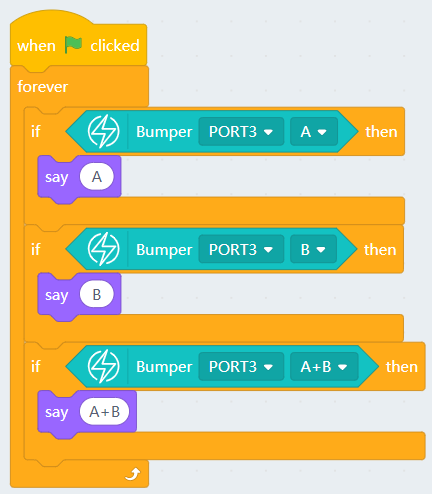 when clicked
forever
if Bumper PORT3 A then
say A
if Bumper PORT3 B then
say B
if Bumper PORT3 A+B then
say A+B